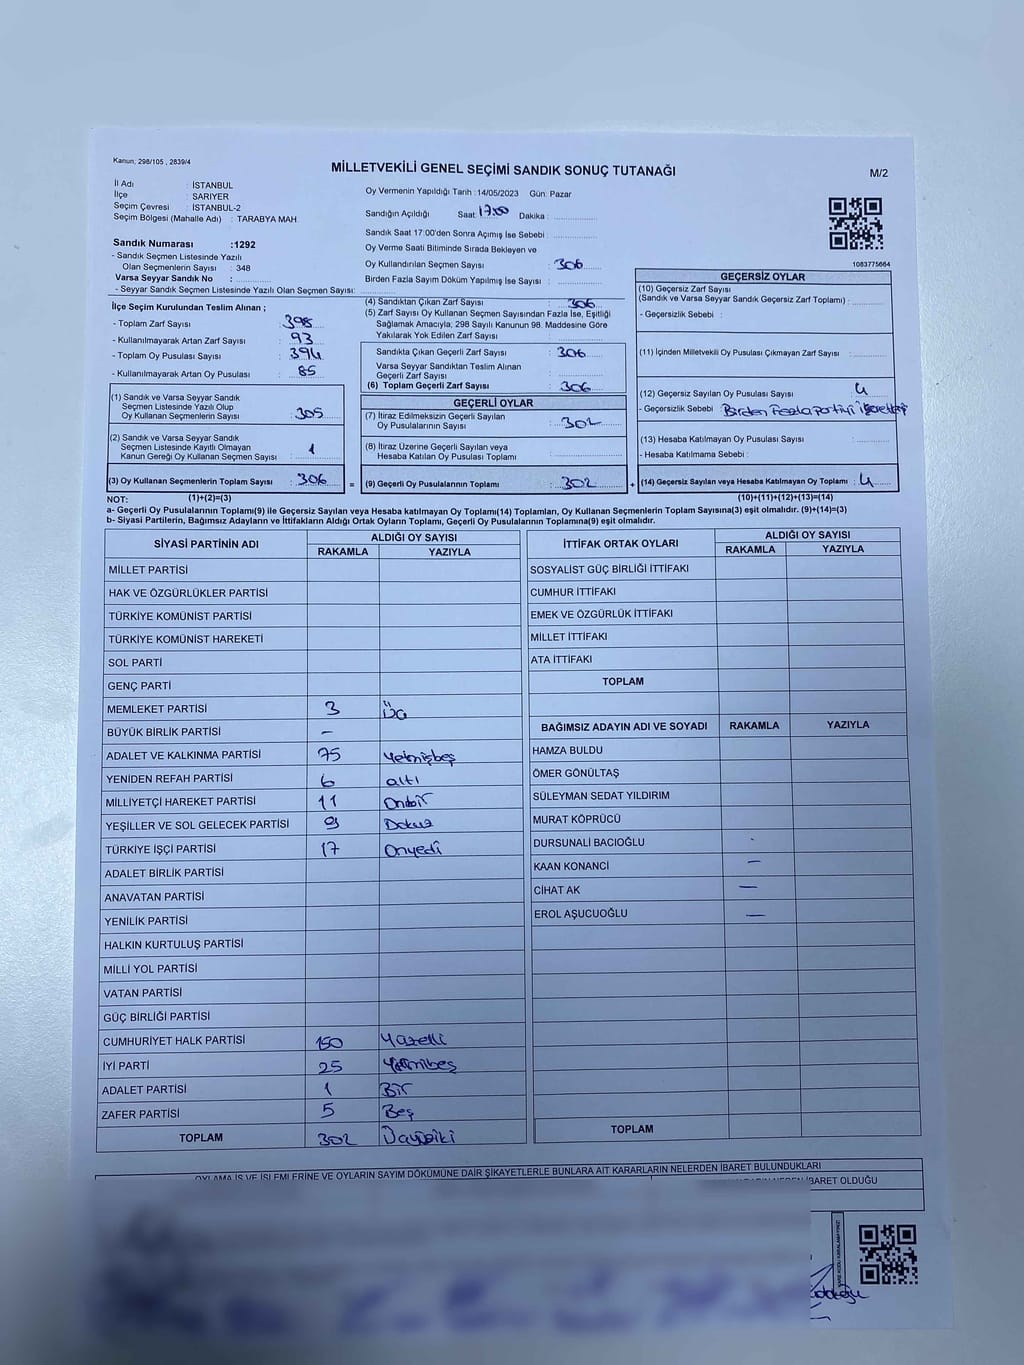 Kanun; 298/105 , 2839/4
MİLLETVEKİLİ GENEL SEÇİMİ SANDIK SONUÇ TUTANAĞI
M/2
İl Adı : İSTANBUL
İlçe : SARIYER
Seçim Çevresi : İSTANBUL-2
Seçim Bölgesi (Mahalle Adı) : TARABYA MAH.
Sandık Numarası :1292
- Sandık Seçmen Listesinde Yazılı
Olan Seçmenlerin Sayısı : 348
Varsa Seyyar Sandık No :
- Seyyar Sandık Seçmen Listesinde Yazılı Olan Seçmen Sayısı:
Oy Vermenin Yapıldığı Tarih :14/05/2023 Gün: Pazar
Sandığın Açıldığı Saat 17:00 Dakika :
Sandık Saat 17:00'den Sonra Açımış İse Sebebi :
Oy Verme Saati Bitiminde Sırada Bekleyen ve
Oy Kullandırılan Seçmen Sayısı : 306
Birden Fazla Sayım Döküm Yapılmış İse Sayısı :
1083775664
İlçe Seçim Kurulundan Teslim Alınan ;
- Toplam Zarf Sayısı : 398
- Kullanılmayarak Artan Zarf Sayısı : 93
- Toplam Oy Pusulası Sayısı : 394
- Kullanılmayarak Artan Oy Pusulası : 85
(1) Sandık ve Varsa Seyyar Sandık
Seçmen Listesinde Yazılı Olup
Oy Kullanan Seçmenlerin Sayısı : 305
(2) Sandık ve Varsa Seyyar Sandık
Seçmen Listesinde Kayıtlı Olmayan
Kanun Gereği Oy Kullanan Seçmen Sayısı : 1
(3) Oy Kullanan Seçmenlerin Toplam Sayısı : 306
(4) Sandıktan Çıkan Zarf Sayısı : 306
(5) Zarf Sayısı Oy Kullanan Seçmen Sayısından Fazla İse, Eşitliği
Sağlamak Amacıyla, 298 Sayılı Kanunun 98. Maddesine Göre
Yakılarak Yok Edilen Zarf Sayısı :
Sandıkta Çıkan Geçerli Zarf Sayısı : 306
Varsa Seyyar Sandıktan Teslim Alınan
Geçerli Zarf Sayısı :
(6) Toplam Geçerli Zarf Sayısı : 306
GEÇERLİ OYLAR
(7) İtiraz Edilmeksizin Geçerli Sayılan
Oy Pusulalarının Sayısı : 302
(8) İtiraz Üzerine Geçerli Sayılan veya
Hesaba Katılan Oy Pusulası Toplamı :
= (9) Geçerli Oy Pusulalarının Toplamı : 302
GEÇERSİZ OYLAR
(10) Geçersiz Zarf Sayısı
(Sandık ve Varsa Seyyar Sandık Geçersiz Zarf Toplamı) :
- Geçersizlik Sebebi :
(11) İçinden Milletvekili Oy Pusulası Çıkmayan Zarf Sayısı :
(12) Geçersiz Sayılan Oy Pusulası Sayısı : 4
- Geçersizlik Sebebi : Birden Fazla Partiyi
(13) Hesaba Katılmayan Oy Pusulası Sayısı :
- Hesaba Katılmama Sebebi :
+ (14) Geçersiz Sayılan veya Hesaba Katılmayan Oy Toplamı : 4
NOT: (1)+(2)=(3) (10)+(11)+(12)+(13)=(14)
a- Geçerli Oy Pusulalarının Toplamı(9) ile Geçersiz Sayılan veya Hesaba katılmayan Oy Toplamı(14) Toplamları, Oy Kullanan Seçmenlerin Toplam Sayısına(3) eşit olmalıdır. (9)+(14)=(3)
b- Siyasi Partilerin, Bağımsız Adayların ve İttifakların Aldığı Ortak Oyların Toplamı, Geçerli Oy Pusulalarının Toplamına(9) eşit olmalıdır.
SİYASİ PARTİNİN ADI ALDIĞI OY SAYISI
RAKAMLA YAZIYLA
MİLLET PARTİSİ
HAK VE ÖZGÜRLÜKLER PARTİSİ
TÜRKİYE KOMÜNİST PARTİSİ
TÜRKİYE KOMÜNİST HAREKETİ
SOL PARTİ
GENÇ PARTİ
MEMLEKET PARTİSİ 3 Üç
BÜYÜK BİRLİK PARTİSİ –
ADALET VE KALKINMA PARTİSİ 75 Yetmişbeş
YENİDEN REFAH PARTİSİ 6 altı
MİLLİYETÇİ HAREKET PARTİSİ 11 Onbir
YEŞİLLER VE SOL GELECEK PARTİSİ 9 Dokuz
TÜRKİYE İŞÇİ PARTİSİ 17 Onyedi
ADALET BİRLİK PARTİSİ
ANAVATAN PARTİSİ
YENİLİK PARTİSİ
HALKIN KURTULUŞ PARTİSİ
MİLLİ YOL PARTİSİ
VATAN PARTİSİ
GÜÇ BİRLİĞİ PARTİSİ
CUMHURİYET HALK PARTİSİ 150 Yüzelli
İYİ PARTİ 25
ADALET PARTİSİ 1 Bir
ZAFER PARTİSİ 5 Beş
TOPLAM 302
İTTİFAK ORTAK OYLARI ALDIĞI OY SAYISI
RAKAMLA YAZIYLA
SOSYALİST GÜÇ BİRLİĞİ İTTİFAKI
CUMHUR İTTİFAKI
EMEK VE ÖZGÜRLÜK İTTİFAKI
MİLLET İTTİFAKI
ATA İTTİFAKI
TOPLAM
BAĞIMSIZ ADAYIN ADI VE SOYADI RAKAMLA YAZIYLA
HAMZA BULDU
ÖMER GÖNÜLTAŞ
SÜLEYMAN SEDAT YILDIRIM
MURAT KÖPRÜCÜ
DURSUNALİ BACIOĞLU
KAAN KONANCİ –
CİHAT AK –
EROL AŞUCUOĞLU –
TOPLAM
OYLAMA İŞ VE İŞLEMLERİNE VE OYLARIN SAYIM DÖKÜMÜNE DAİR ŞİKAYETLERLE BUNLARA AİT KARARLARIN NELERDEN İBARET BULUNDUKLARI
İBARET OLDUĞU